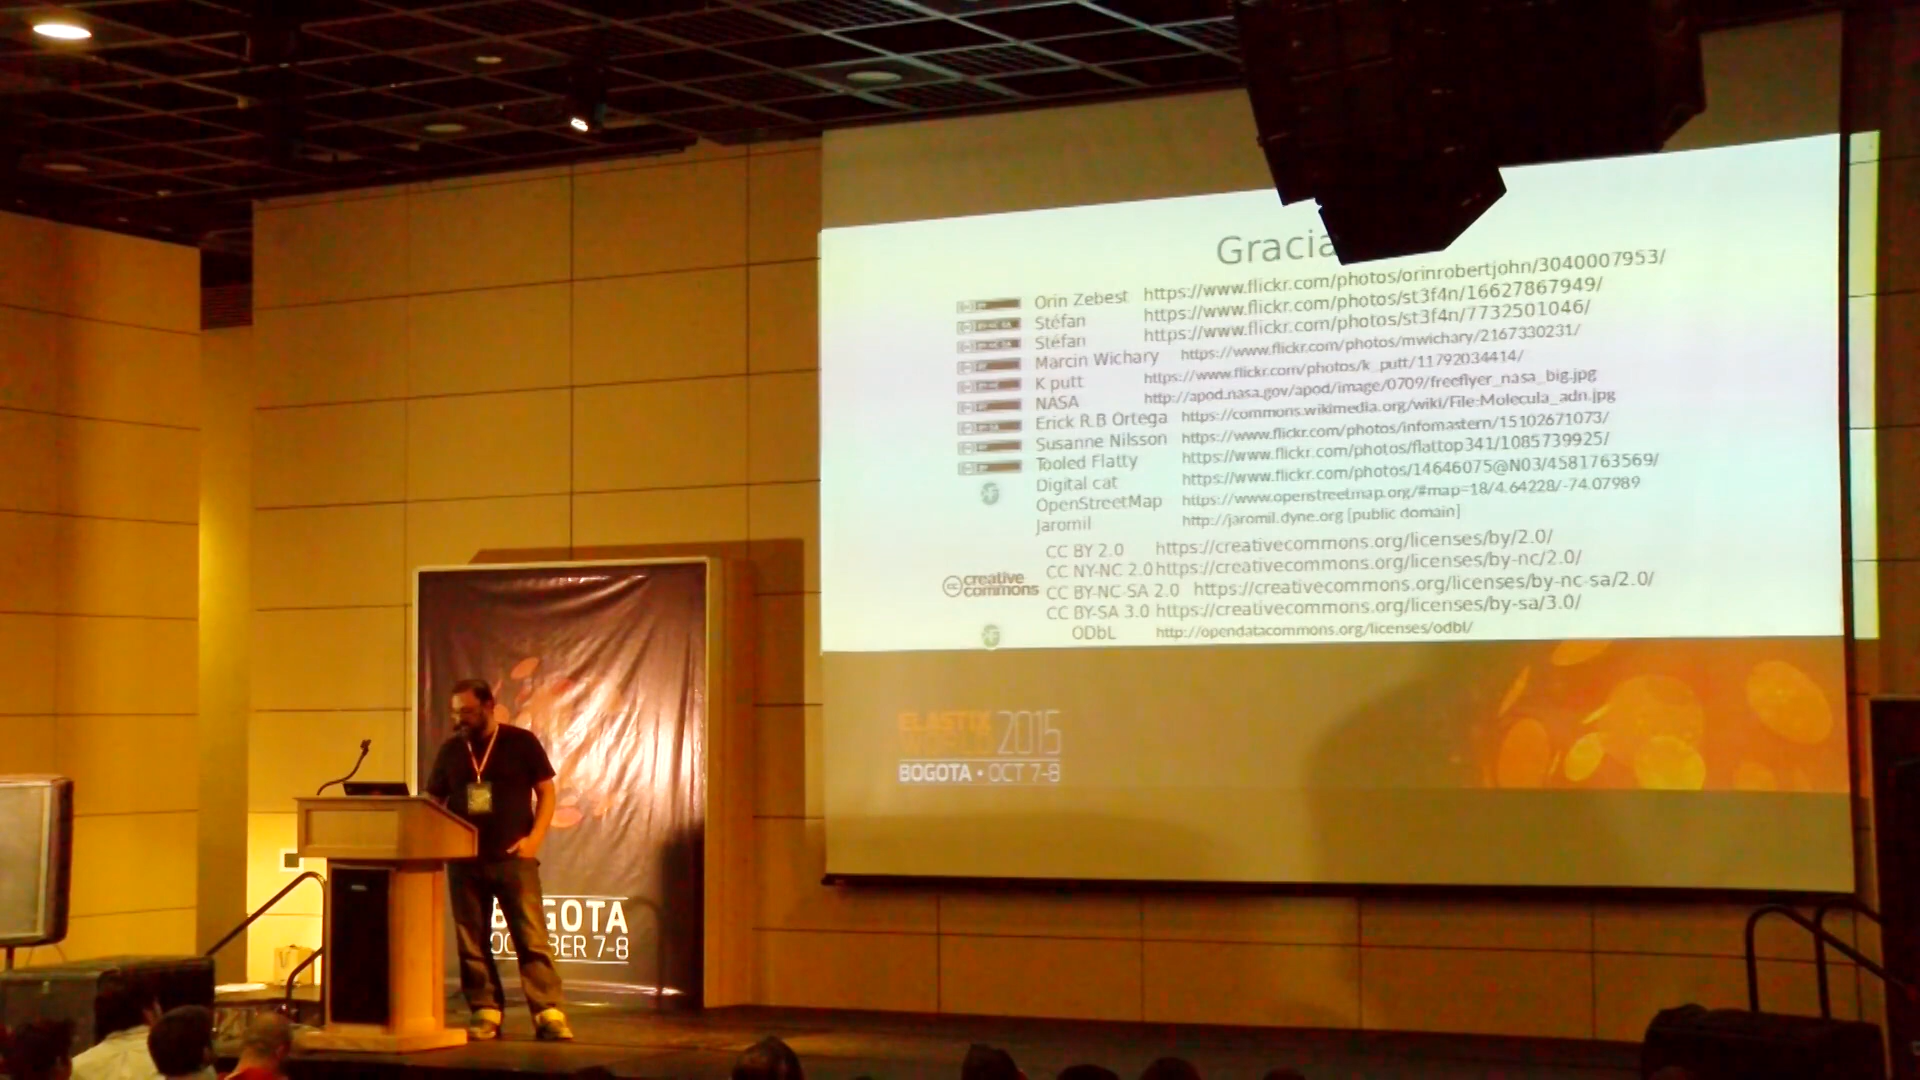 Gracia
Orin Zebest https://www.flickr.com/photos/orinrobertjohn/3040007953/
Stéfan https://www.flickr.com/photos/st3f4n/16627867949/
Stéfan https://www.flickr.com/photos/st3f4n/7732501046/
Marcin Wichary https://www.flickr.com/photos/mwichary/2167330231/
K putt https://www.flickr.com/photos/k_putt/11792034414/
NASA http://apod.nasa.gov/apod/image/0709/freeflyer_nasa_big.jpg
Erick R.B Ortega https://commons.wikimedia.org/wiki/File:Molecula_adn.jpg
Susanne Nilsson https://www.flickr.com/photos/infomastern/15102671073/
Tooled Flatty https://www.flickr.com/photos/flattop341/1085739925/
Digital cat https://www.flickr.com/photos/14646075@N03/4581763569/
OpenStreetMap https://www.openstreetmap.org/#map=18/4.64228/-74.07989
Jaromil http://jaromil.dyne.org [public domain]
CC BY 2.0 https://creativecommons.org/licenses/by/2.0/
CC NY-NC 2.0 https://creativecommons.org/licenses/by-nc/2.0/
creative commons CC BY-NC-SA 2.0 https://creativecommons.org/licenses/by-nc-sa/2.0/
CC BY-SA 3.0 https://creativecommons.org/licenses/by-sa/3.0/
ODbL http://opendatacommons.org/licenses/odbl/
ELASTIX
WORLD 2015
BOGOTA • OCT 7-8
BOGOTA
OCTOBER 7-8